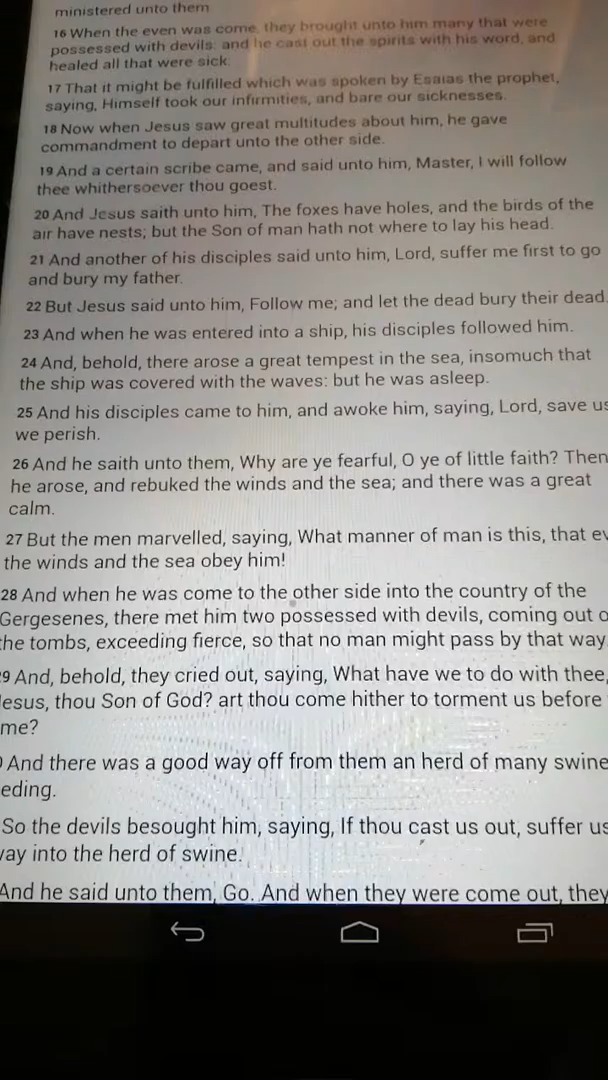 ministered unto them
16 When the even was come, they brought unto him many that were
possessed with devils: and he cast out the spirits with his word, and
healed all that were sick:
17 That it might be fulfilled which was spoken by Esaias the prophet,
saying, Himself took our infirmities, and bare our sicknesses.
18 Now when Jesus saw great multitudes about him, he gave
commandment to depart unto the other side.
19 And a certain scribe came, and said unto him, Master, I will follow
thee whithersoever thou goest.
20 And Jesus saith unto him, The foxes have holes, and the birds of the
air have nests; but the Son of man hath not where to lay his head.
21 And another of his disciples said unto him, Lord, suffer me first to go
and bury my father.
22 But Jesus said unto him, Follow me; and let the dead bury their dead.
23 And when he was entered into a ship, his disciples followed him.
24 And, behold, there arose a great tempest in the sea, insomuch that
the ship was covered with the waves: but he was asleep.
25 And his disciples came to him, and awoke him, saying, Lord, save us
we perish.
26 And he saith unto them, Why are ye fearful, O ye of little faith? Then
he arose, and rebuked the winds and the sea; and there was a great
calm.
27 But the men marvelled, saying, What manner of man is this, that ev
the winds and the sea obey him!
28 And when he was come to the other side into the country of the
Gergesenes, there met him two possessed with devils, coming out o
the tombs, exceeding fierce, so that no man might pass by that way
9 And, behold, they cried out, saying, What have we to do with thee,
Jesus, thou Son of God? art thou come hither to torment us before
me?
And there was a good way off from them an herd of many swine
eding.
So the devils besought him, saying, If thou cast us out, suffer us
vay into the herd of swine.
And he said unto them, Go. And when they were come out, they